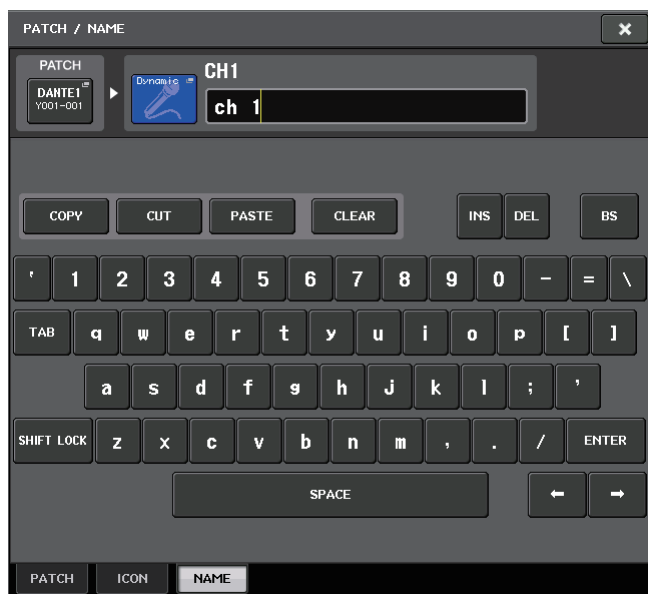 PATCH / NAME
PATCH
DANTE1
Y001-001
Dynamic
CH1
ch 1
COPY CUT PASTE CLEAR INS DEL BS
' 1 2 3 4 5 6 7 8 9 0 - = \
TAB q w e r t y u i o p [ ]
a s d f g h j k l ; '
SHIFT LOCK z x c v b n m , . / ENTER
SPACE ← →
PATCH ICON NAME